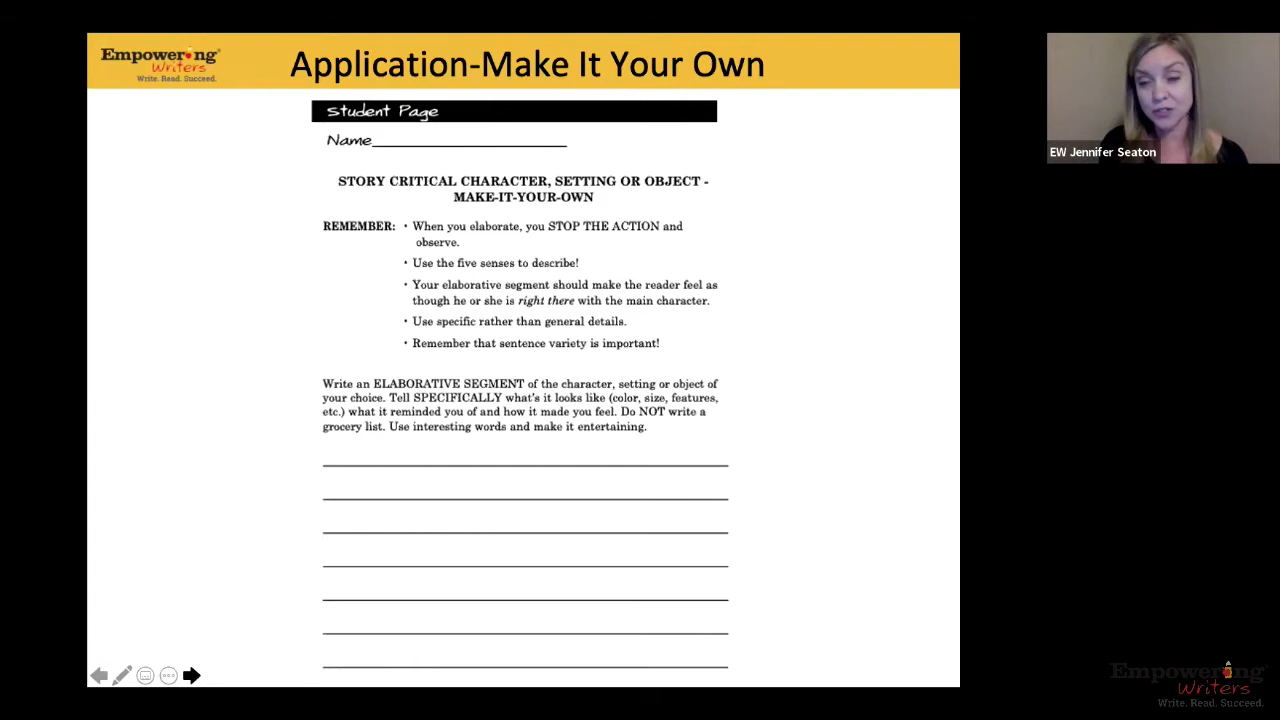 Empowering
Writers
Write. Read. Succeed.
Application-Make It Your Own
Student Page
Name
STORY CRITICAL CHARACTER, SETTING OR OBJECT -
MAKE-IT-YOUR-OWN
REMEMBER: • When you elaborate, you STOP THE ACTION and
observe.
• Use the five senses to describe!
• Your elaborative segment should make the reader feel as
though he or she is right there with the main character.
• Use specific rather than general details.
• Remember that sentence variety is important!
Write an ELABORATIVE SEGMENT of the character, setting or object of
your choice. Tell SPECIFICALLY what's it looks like (color, size, features,
etc.) what it reminded you of and how it made you feel. Do NOT write a
grocery list. Use interesting words and make it entertaining.
EW Jennifer Seaton
Empowering
Writers
Write. Read. Succeed.